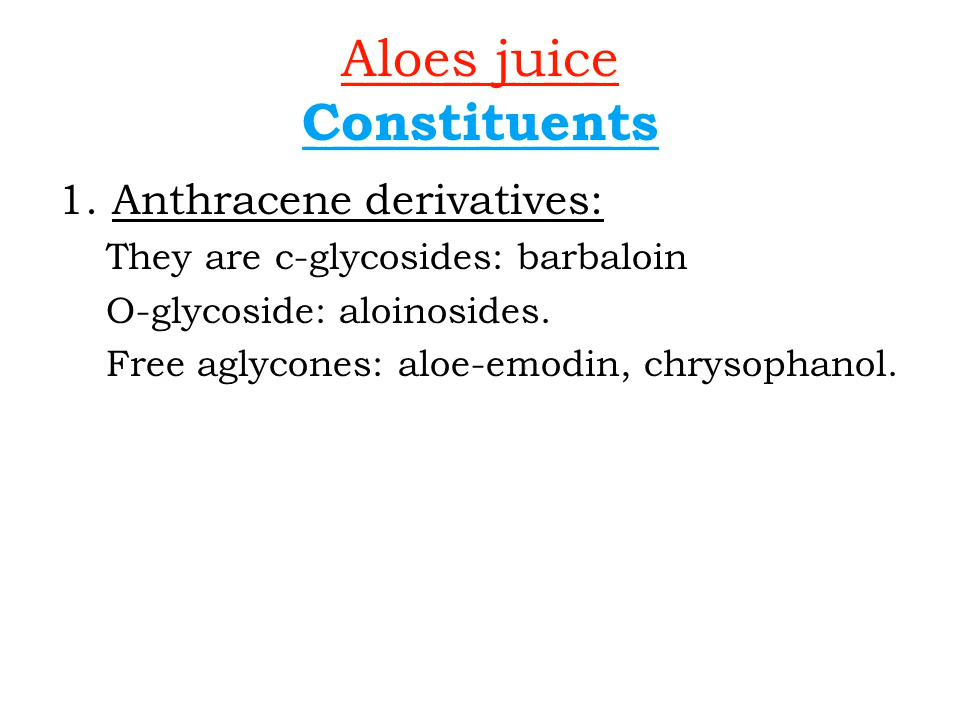 Aloes juice
Constituents
1. Anthracene derivatives:
They are c-glycosides: barbaloin
O-glycoside: aloinosides.
Free aglycones: aloe-emodin, chrysophanol.